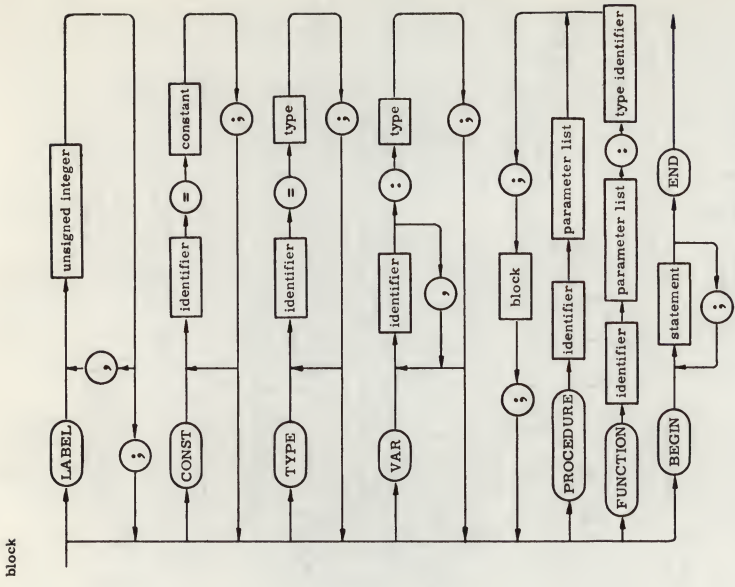 block
LABEL unsigned integer
,
;
CONST identifier = constant
;
TYPE identifier = type
;
VAR identifier : type
,
;
; block ;
PROCEDURE identifier parameter list
FUNCTION identifier parameter list : type identifier
BEGIN statement END
;